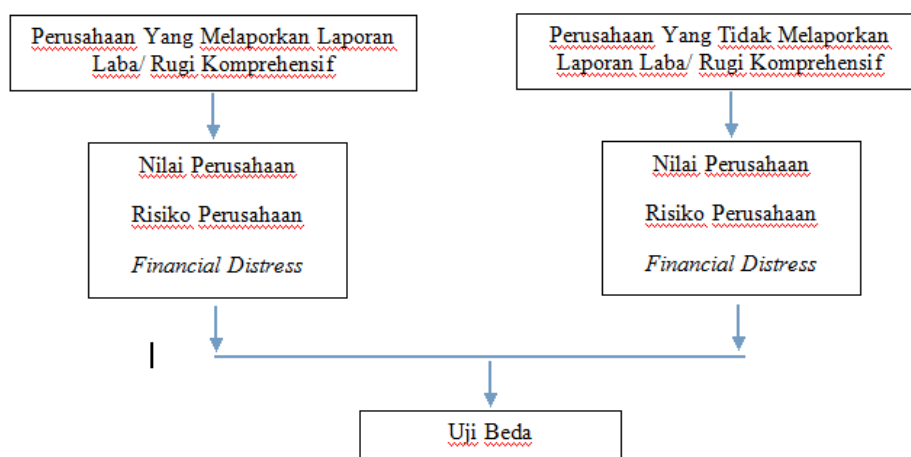 Perusahaan Yang Melaporkan Laporan
Laba/ Rugi Komprehensif
Perusahaan Yang Tidak Melaporkan
Laporan Laba/ Rugi Komprehensif
Nilai Perusahaan
Risiko Perusahaan
Financial Distress
Nilai Perusahaan
Risiko Perusahaan
Financial Distress
Uji Beda